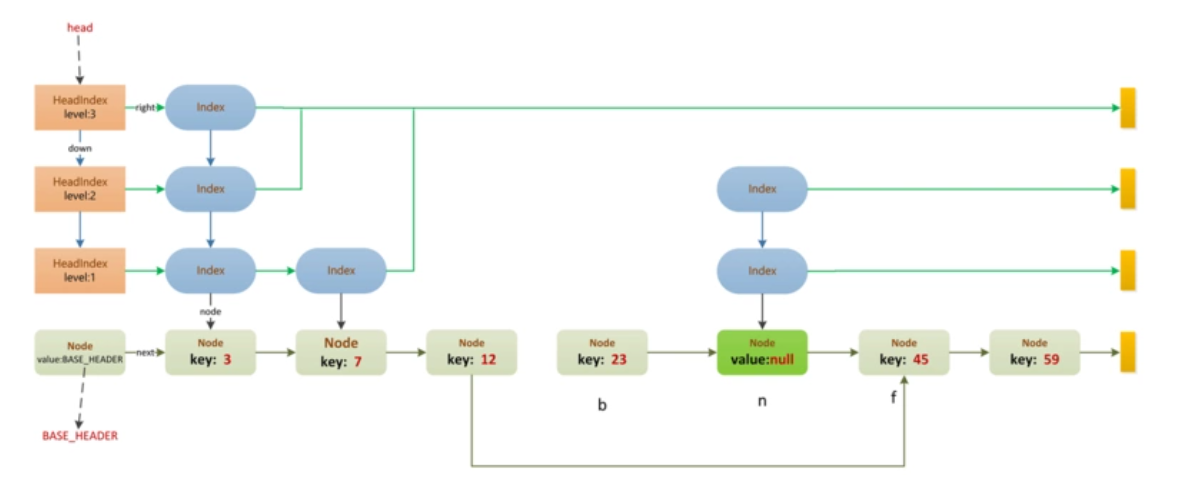 head
HeadIndex
level:3
right
Index
down
HeadIndex
level:2
Index
Index
HeadIndex
level:1
Index
Index
Index
node
Node
value:BASE_HEADER
next
Node
key: 3
Node
key: 7
Node
key: 12
Node
key: 23
Node
value:null
Node
key: 45
Node
key: 59
b
n
f
BASE_HEADER